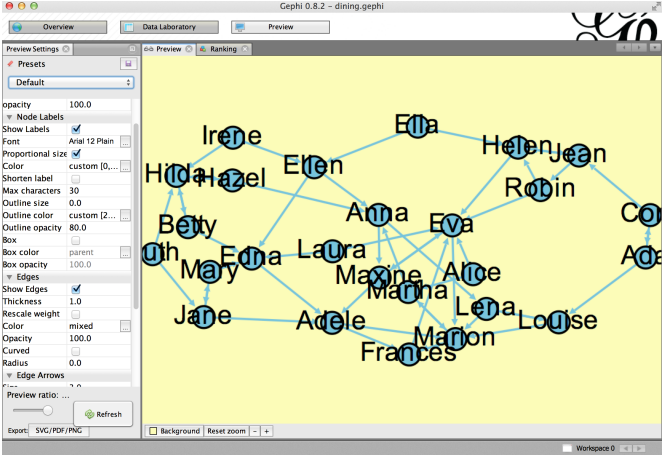 Gephi 0.8.2 - dining.gephi
Overview
Data Laboratory
Preview
Preview Settings
Preview
Ranking
Presets
Default
opacity 100.0
Node Labels
Show Labels
Font Arial 12 Plain ...
Proportional size
Color custom [0,... ...
Shorten label
Max characters 30
Outline size 0.0
Outline color custom [2... ...
Outline opacity 80.0
Box
Box color parent ...
Box opacity 100.0
Edges
Show Edges
Thickness 1.0
Rescale weight
Color mixed ...
Opacity 100.0
Curved
Radius 0.0
Edge Arrows
Preview ratio: ...
Refresh
Export: SVG/PDF/PNG
Ella
Irene
Helen
Jean
Ellen
Hilda
Hazel
Robin
Anna
Cor
Betty
Eva
uth
Edna
Laura
Ada
Mary
Maxine
Alice
Martha
Lena
Jane
Adele
Louise
Marion
Frances
Background
Reset zoom
-
+
Workspace 0